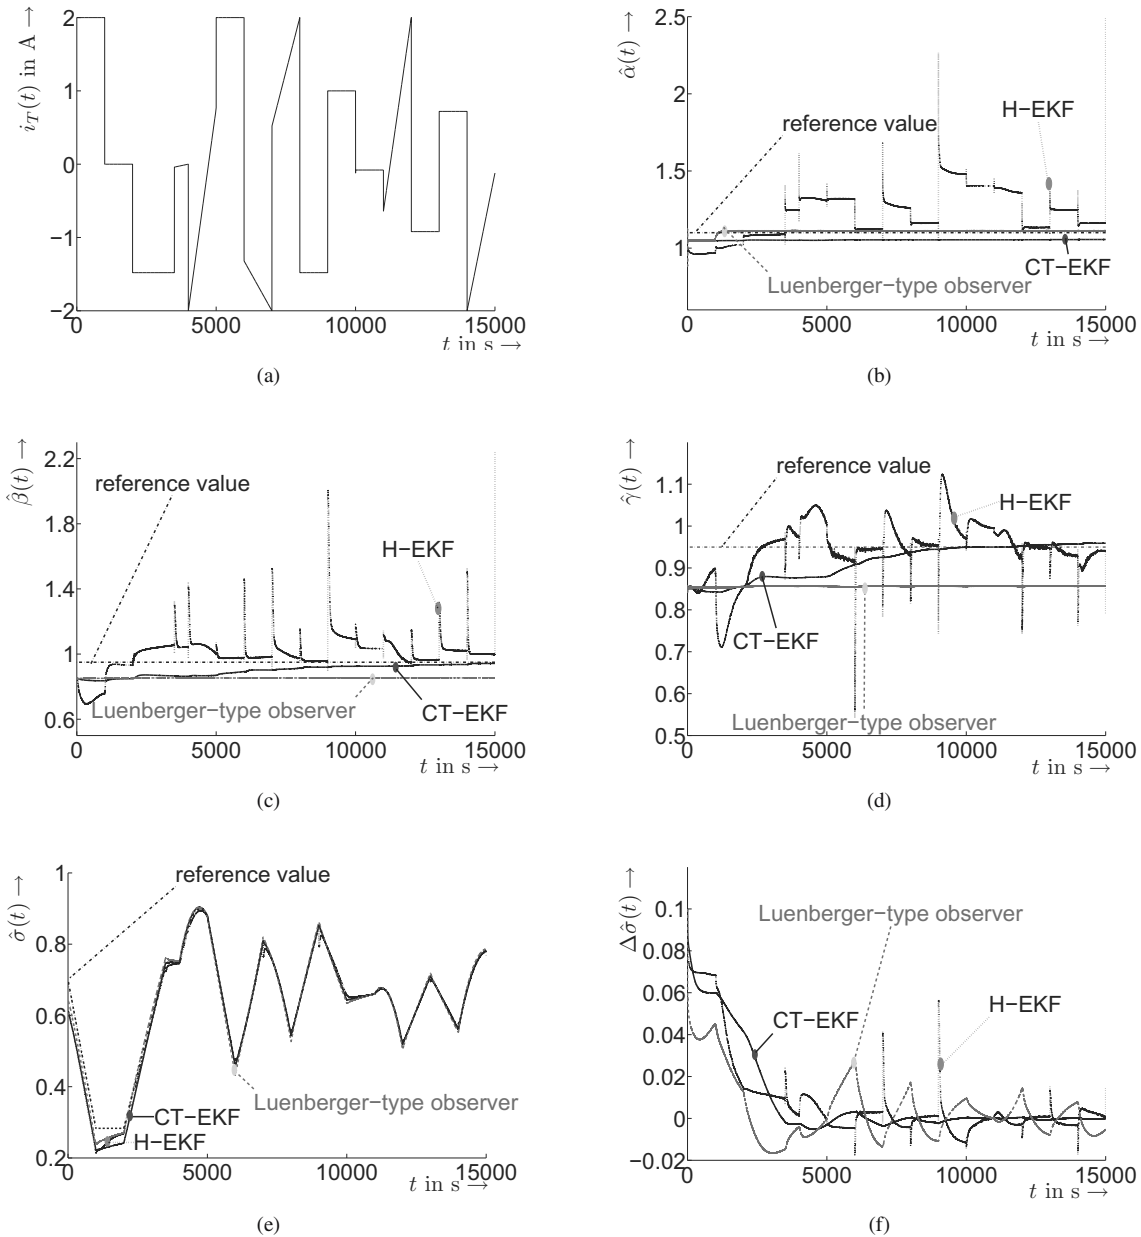 i_T(t) in A →
2
1
0
−1
−2
0
5000
10000
15000
t in s →
(a)
α̂(t) →
2.5
2
1.5
1
reference value
H−EKF
CT−EKF
Luenberger−type observer
0
5000
10000
15000
t in s →
(b)
β̂(t) →
2.2
1.8
1.4
1
0.6
reference value
H−EKF
Luenberger−type observer
CT−EKF
0
5000
10000
15000
t in s →
(c)
γ̂(t) →
1.1
1
0.9
0.8
0.7
0.6
0.5
reference value
H−EKF
CT−EKF
Luenberger−type observer
0
5000
10000
15000
t in s →
(d)
σ̂(t) →
1
0.8
0.6
0.4
0.2
reference value
Luenberger−type observer
CT−EKF
H−EKF
0
5000
10000
15000
t in s →
(e)
Δσ̂(t) →
0.1
0.08
0.06
0.04
0.02
0
−0.02
Luenberger−type observer
CT−EKF
H−EKF
0
5000
10000
15000
t in s →
(f)